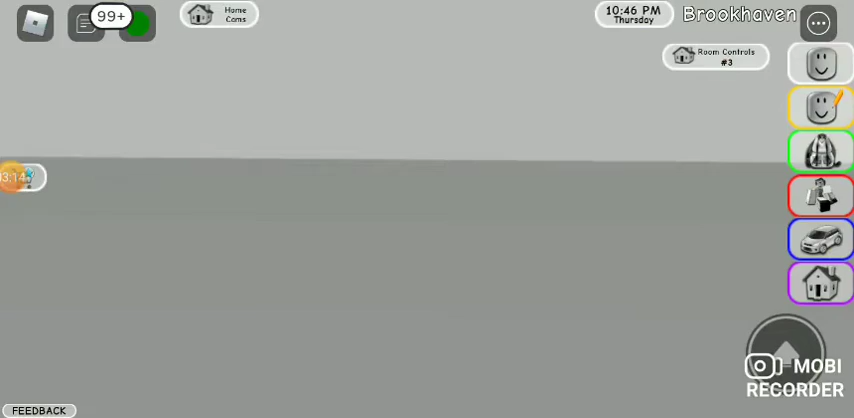 99+
Home
Cams
10:46 PM
Thursday
Brookhaven
Room Controls
#3
MOBI
RECORDER
FEEDBACK